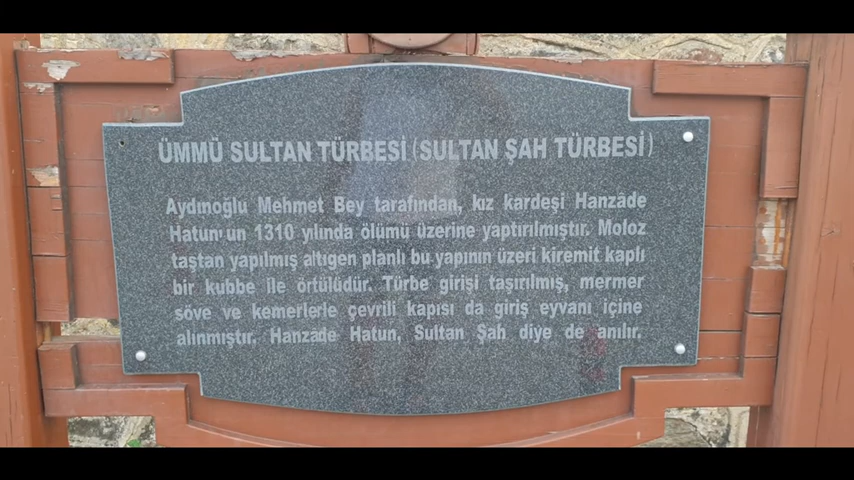 ÜMMÜ SULTAN TÜRBESİ (SULTAN ŞAH TÜRBESİ)
Aydınoğlu Mehmet Bey tarafından, kız kardeşi Hanzâde
Hatun'un 1310 yılında ölümü üzerine yaptırılmıştır. Moloz
taştan yapılmış altıgen planlı bu yapının üzeri kiremit kaplı
bir kubbe ile örtülüdür. Türbe girişi taşırılmış, mermer
söve ve kemerlerle çevrili kapısı da giriş eyvanı içine
alınmıştır. Hanzâde Hatun, Sultan Şah diye de anılır.